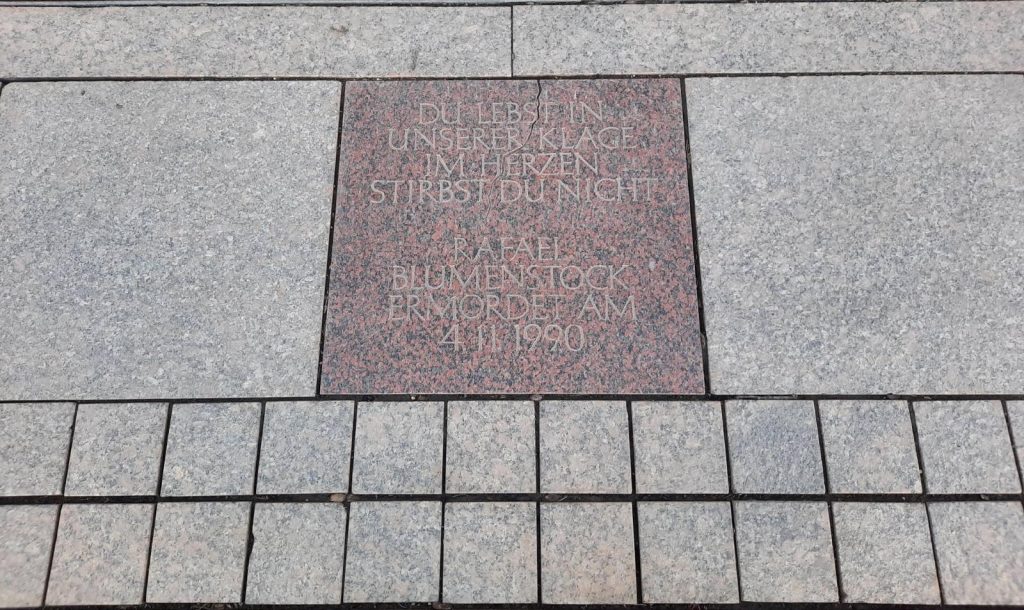 DU LEBST IN
UNSERER KLAGE
IM HERZEN
STIRBST DU NICHT
RAFAEL
BLUMENSTOCK
ERMORDET AM
4.11.1990